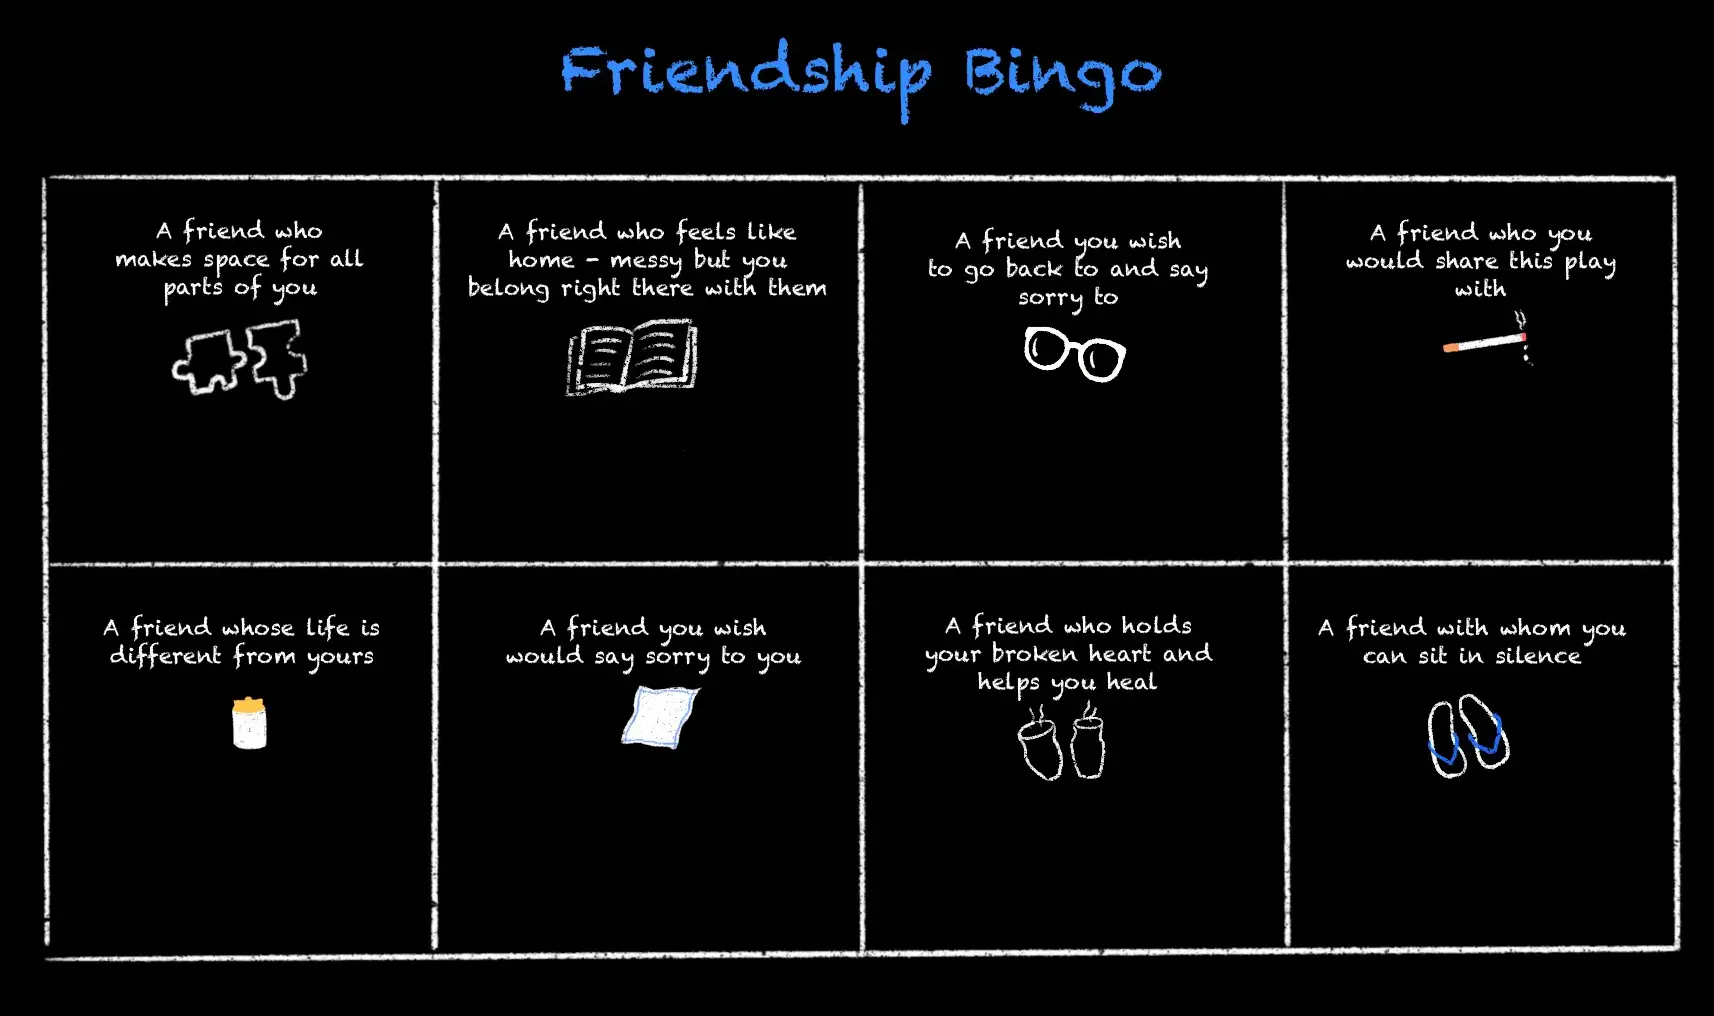 Friendship Bingo
A friend who
makes space for all
parts of you
A friend who feels like
home - messy but you
belong right there with them
A friend you wish
to go back to and say
sorry to
A friend who you
would share this play
with
A friend whose life is
different from yours
A friend you wish
would say sorry to you
A friend who holds
your broken heart and
helps you heal
A friend with whom you
can sit in silence